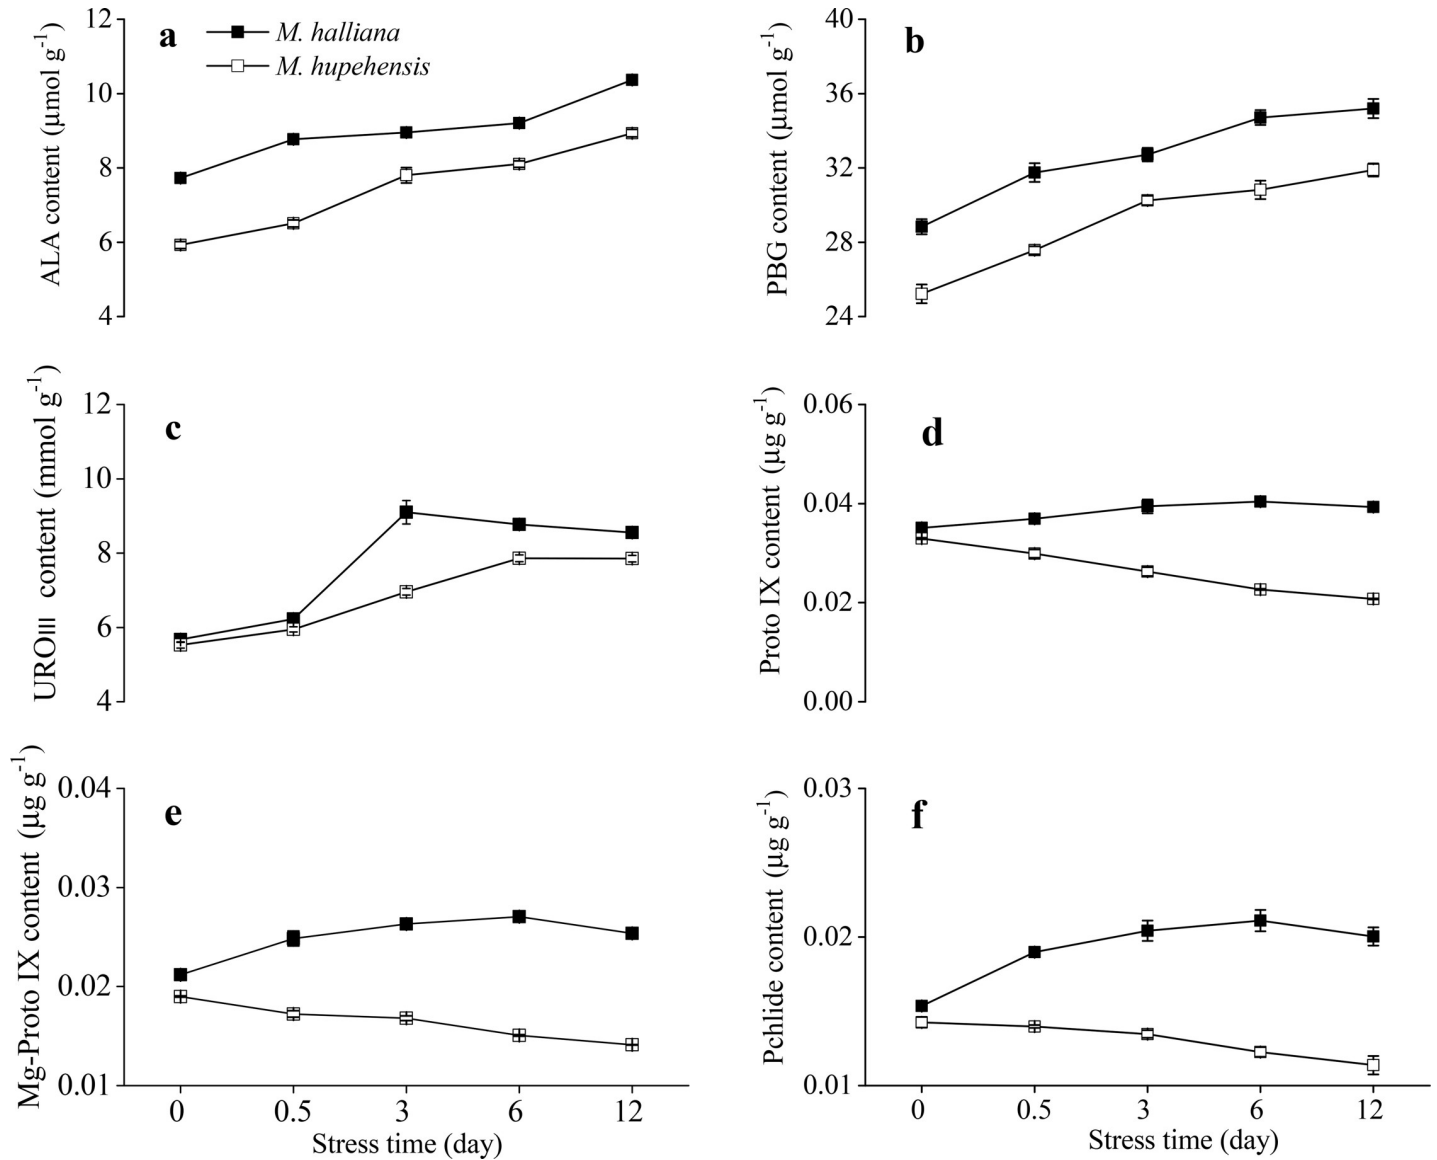 a
M. halliana
M. hupehensis
ALA content (μmol g⁻¹)
12
10
8
6
4
b
PBG content (μmol g⁻¹)
40
36
32
28
24
c
UROⅢ content (mmol g⁻¹)
12
10
8
6
4
d
Proto IX content (μg g⁻¹)
0.06
0.04
0.02
0.00
e
Mg-Proto IX content (μg g⁻¹)
0.04
0.03
0.02
0.01
0 0.5 3 6 12
Stress time (day)
f
Pchlide content (μg g⁻¹)
0.03
0.02
0.01
0 0.5 3 6 12
Stress time (day)